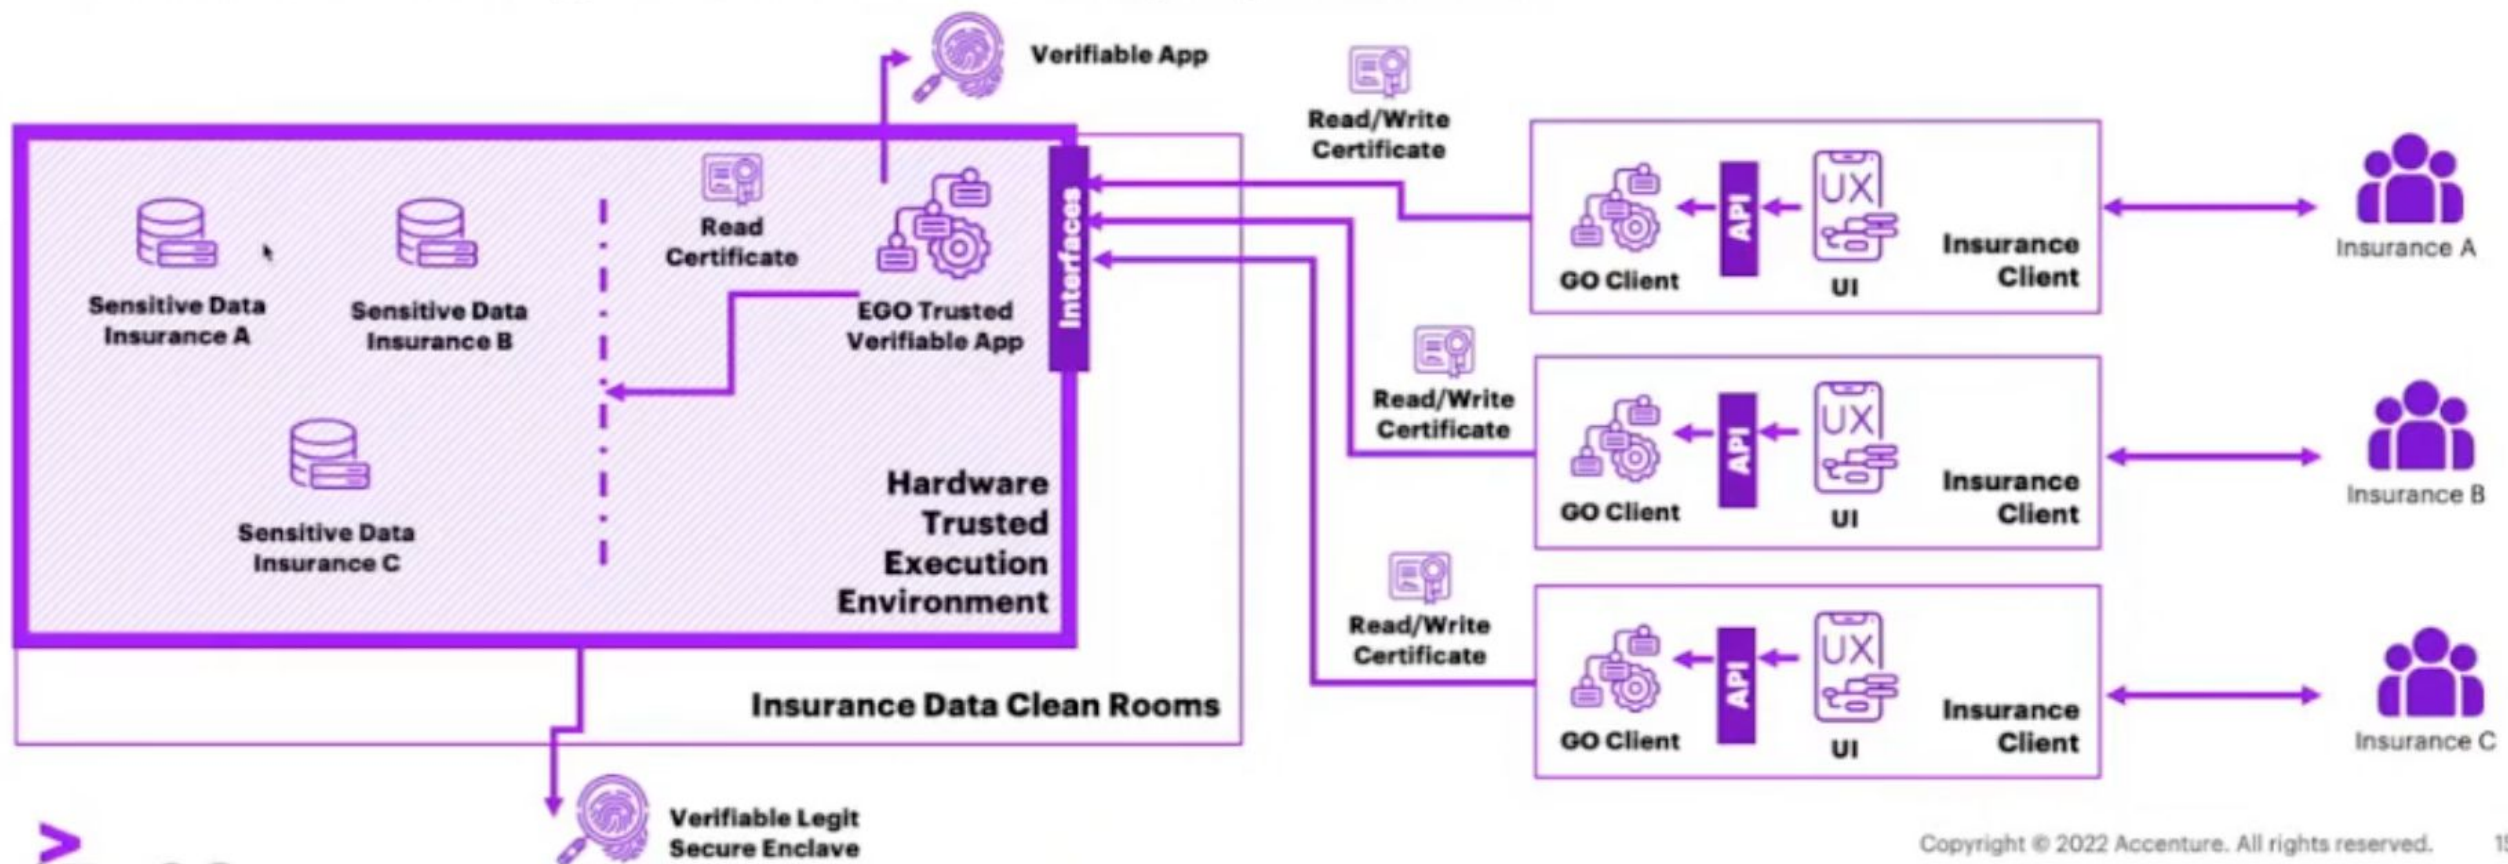 Verifiable App
Read/Write
Certificate
Read
Certificate
Sensitive Data
Insurance A
Sensitive Data
Insurance B
EGO Trusted
Verifiable App
Interfaces
Sensitive Data
Insurance C
Hardware
Trusted
Execution
Environment
Insurance Data Clean Rooms
Verifiable Legit
Secure Enclave
GO Client
API
UX
UI
Insurance
Client
Insurance A
Read/Write
Certificate
GO Client
API
UX
UI
Insurance
Client
Insurance B
Read/Write
Certificate
GO Client
API
UX
UI
Insurance
Client
Insurance C
Copyright © 2022 Accenture. All rights reserved.